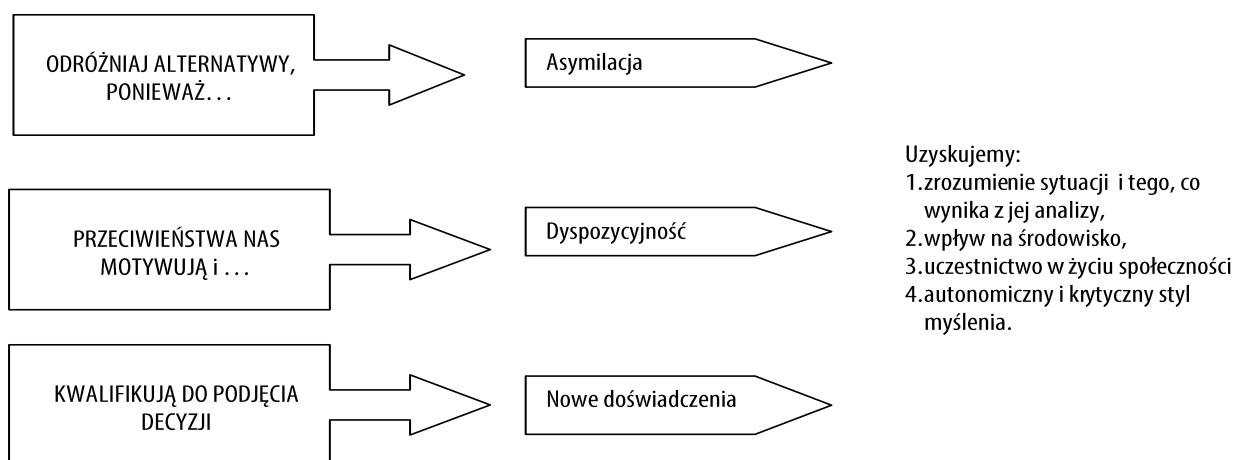 ODRÓŻNIAJ ALTERNATYWY,
PONIEWAŻ...
Asymilacja
PRZECIWIEŃSTWA NAS
MOTYWUJĄ i ...
Dyspozycyjność
KWALIFIKUJĄ DO PODJĘCIA
DECYZJI
Nowe doświadczenia
Uzyskujemy:
1.zrozumienie sytuacji i tego, co
wynika z jej analizy,
2.wpływ na środowisko,
3.uczestnictwo w życiu społeczności
4.autonomiczny i krytyczny styl
myślenia.